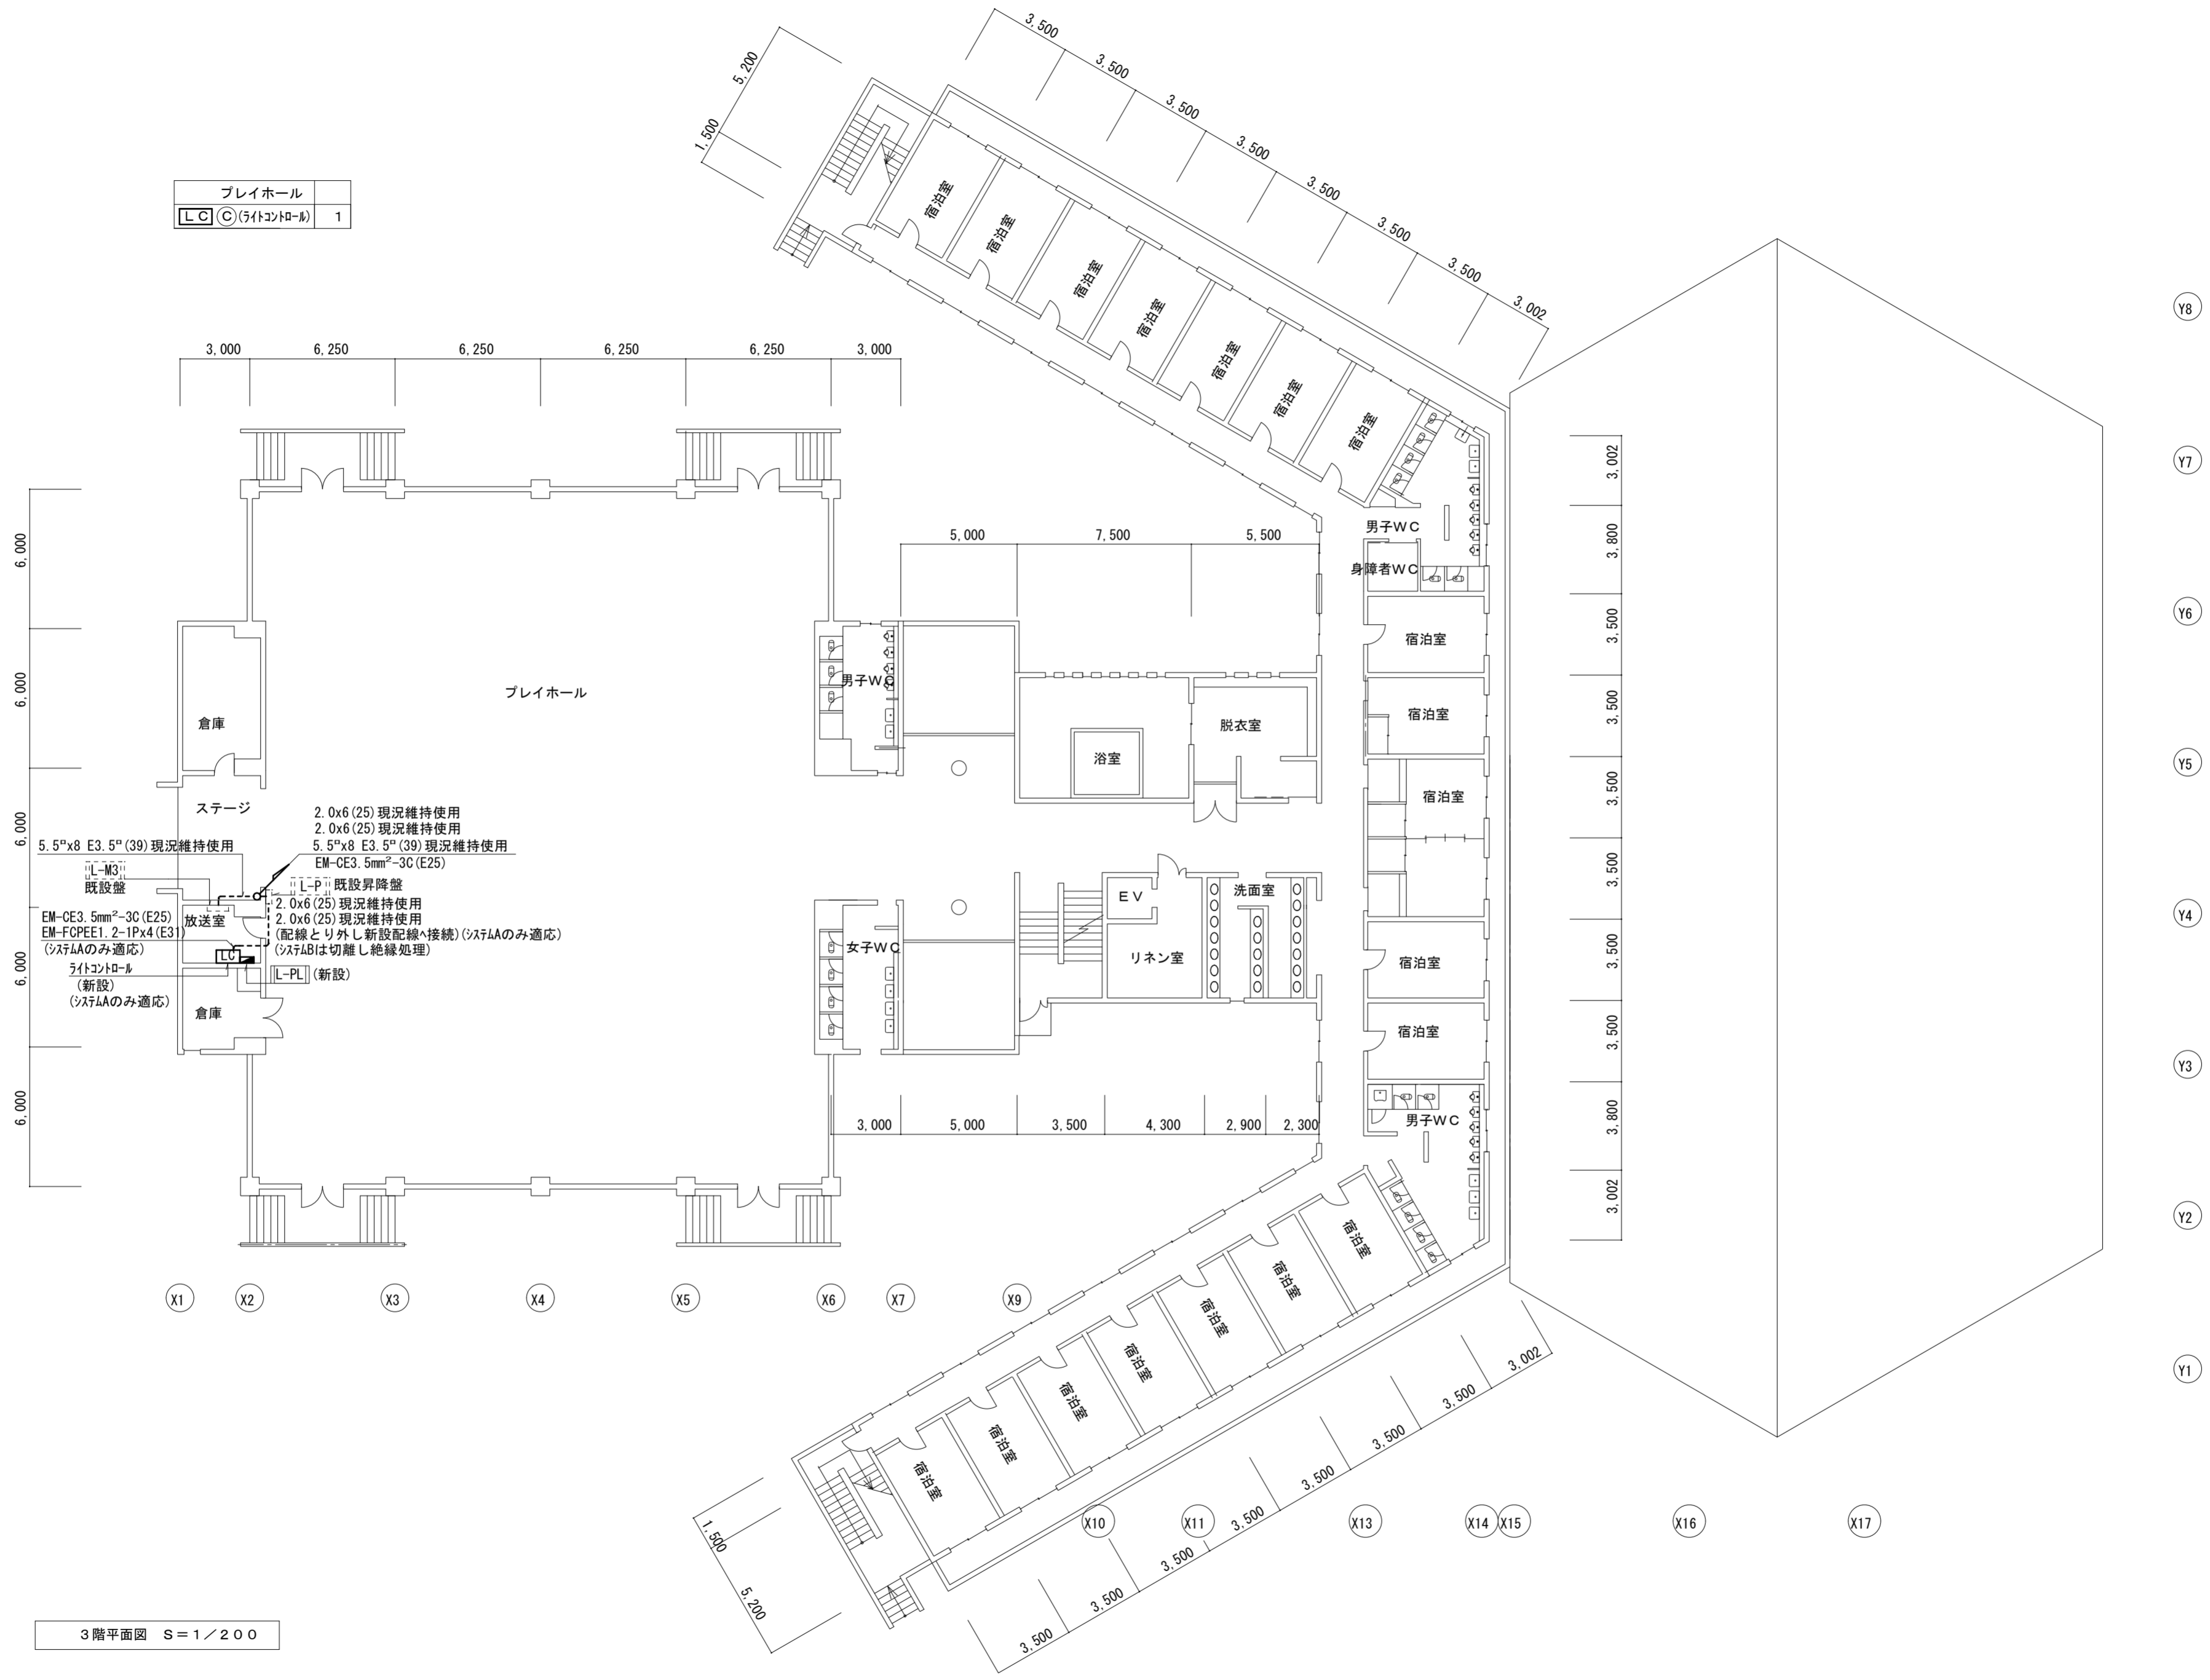 3,500
3,500
3,500
3,500
3,500
3,500
3,500
3,002
5,200
1,500
プレイホール
LC C (ライトコントロール) 1
宿泊室
宿泊室
宿泊室
宿泊室
宿泊室
宿泊室
宿泊室
Y8
Y7
Y6
Y5
Y4
Y3
Y2
Y1
3,000 6,250 6,250 6,250 6,250 3,000
6,000
6,000
6,000
6,000
6,000
5,000 7,500 5,500
男子WC
身障者WC
3,002
3,800
3,500
3,500
3,500
3,500
3,500
3,500
3,800
3,002
宿泊室
宿泊室
宿泊室
宿泊室
宿泊室
男子WC
プレイホール
男子WC
倉庫
脱衣室
浴室
ステージ
2.0x6(25)現況維持使用
2.0x6(25)現況維持使用
5.5□x8 E3.5□(39)現況維持使用
5.5□x8 E3.5□(39)現況維持使用
EM-CE3.5mm²-3C(E25)
L-M3
既設盤
L-P 既設昇降盤
2.0x6(25)現況維持使用
2.0x6(25)現況維持使用
(配線とり外し新設配線へ接続)(システムAのみ適応)
(システムBは切離し絶縁処理)
EM-CE3.5mm²-3C(E25)
EM-FCPEE1.2-1Px4(E31)
(システムAのみ適応)
放送室
LC
ライトコントロール
(新設)
(システムAのみ適応)
L-PL (新設)
倉庫
女子WC
EV
リネン室
洗面室
3,000 5,000 3,500 4,300 2,900 2,300
X1 X2 X3 X4 X5 X6 X7 X9
宿泊室
宿泊室
宿泊室
宿泊室
宿泊室
宿泊室
宿泊室
X10 X11 X13 X14 X15 X16 X17
3,002
3,500
3,500
3,500
3,500
3,500
3,500
3,500
1,500
5,200
3階平面図 S=1/200